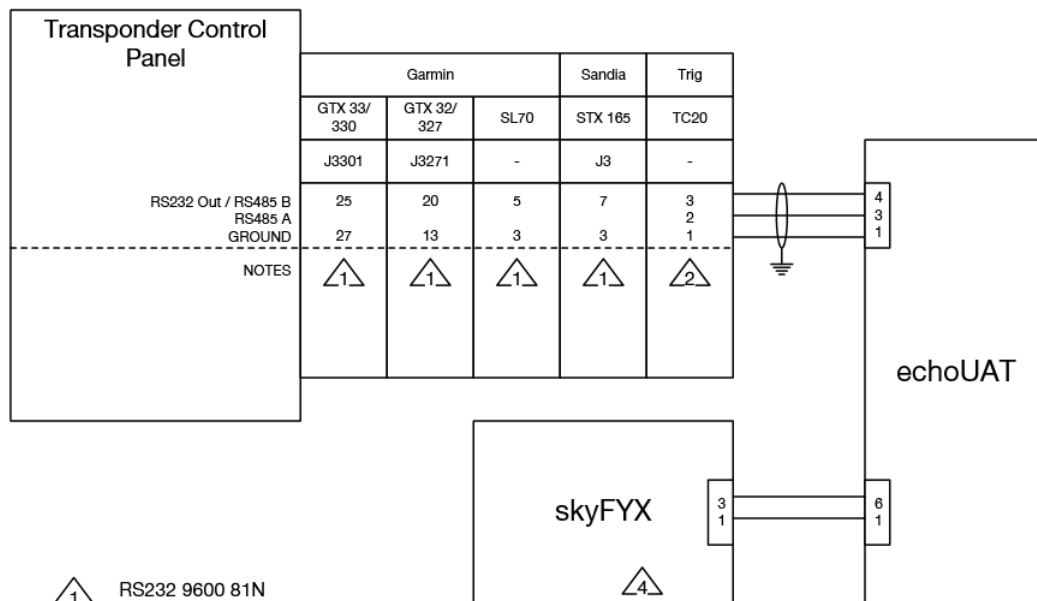 Transponder Control
Panel
Garmin Sandia Trig
GTX 33/ GTX 32/ SL70 STX 165 TC20
330 327
J3301 J3271 - J3 -
RS232 Out / RS485 B 25 20 5 7 3 4
RS485 A 2 3
GROUND 27 13 3 3 1 1
NOTES 1 1 1 1 2
echoUAT
skyFYX
3 6
1 1
4
1 RS232 9600 81N